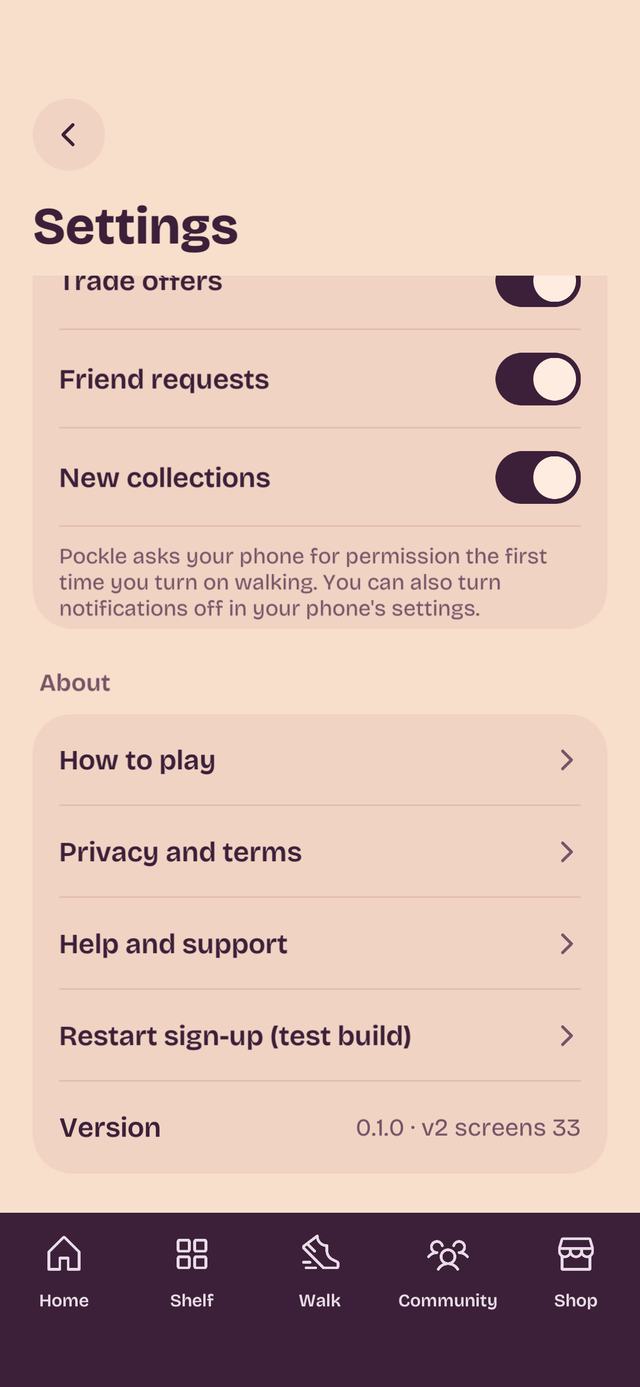 Settings
Trade offers
Friend requests
New collections
Pockle asks your phone for permission the first
time you turn on walking. You can also turn
notifications off in your phone's settings.
About
How to play
Privacy and terms
Help and support
Restart sign-up (test build)
Version 0.1.0 · v2 screens 33
Home Shelf Walk Community Shop